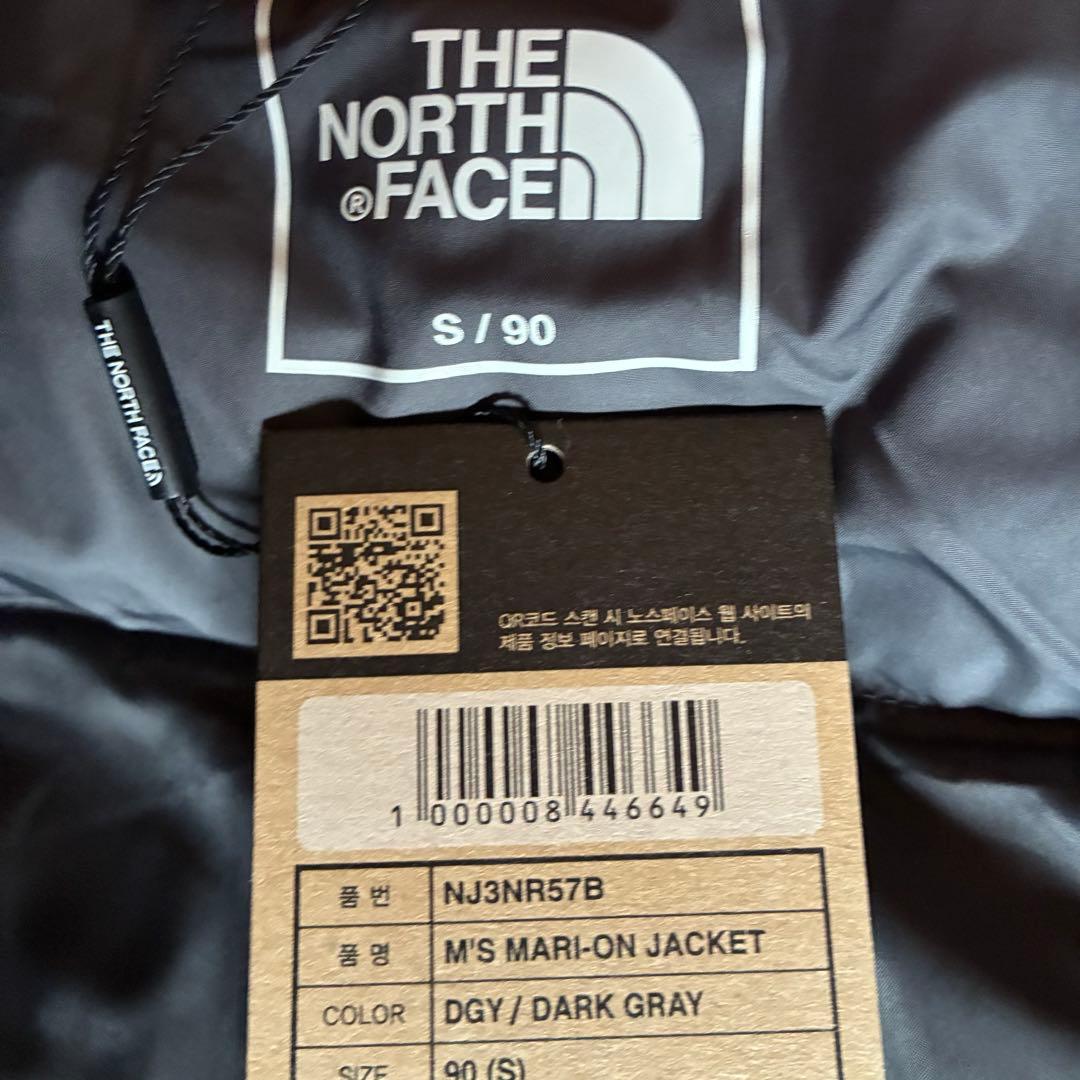 THE
NORTH
®FACE
S / 90
THE NORTH FACE
QR코드 스캔 시 노스페이스 웹 사이트의
제품 정보 페이지로 연결됩니다.
1 000008 446649
품 번 NJ3NR57B
품 명 M'S MARI-ON JACKET
COLOR DGY / DARK GRAY
SIZE 90 (S)